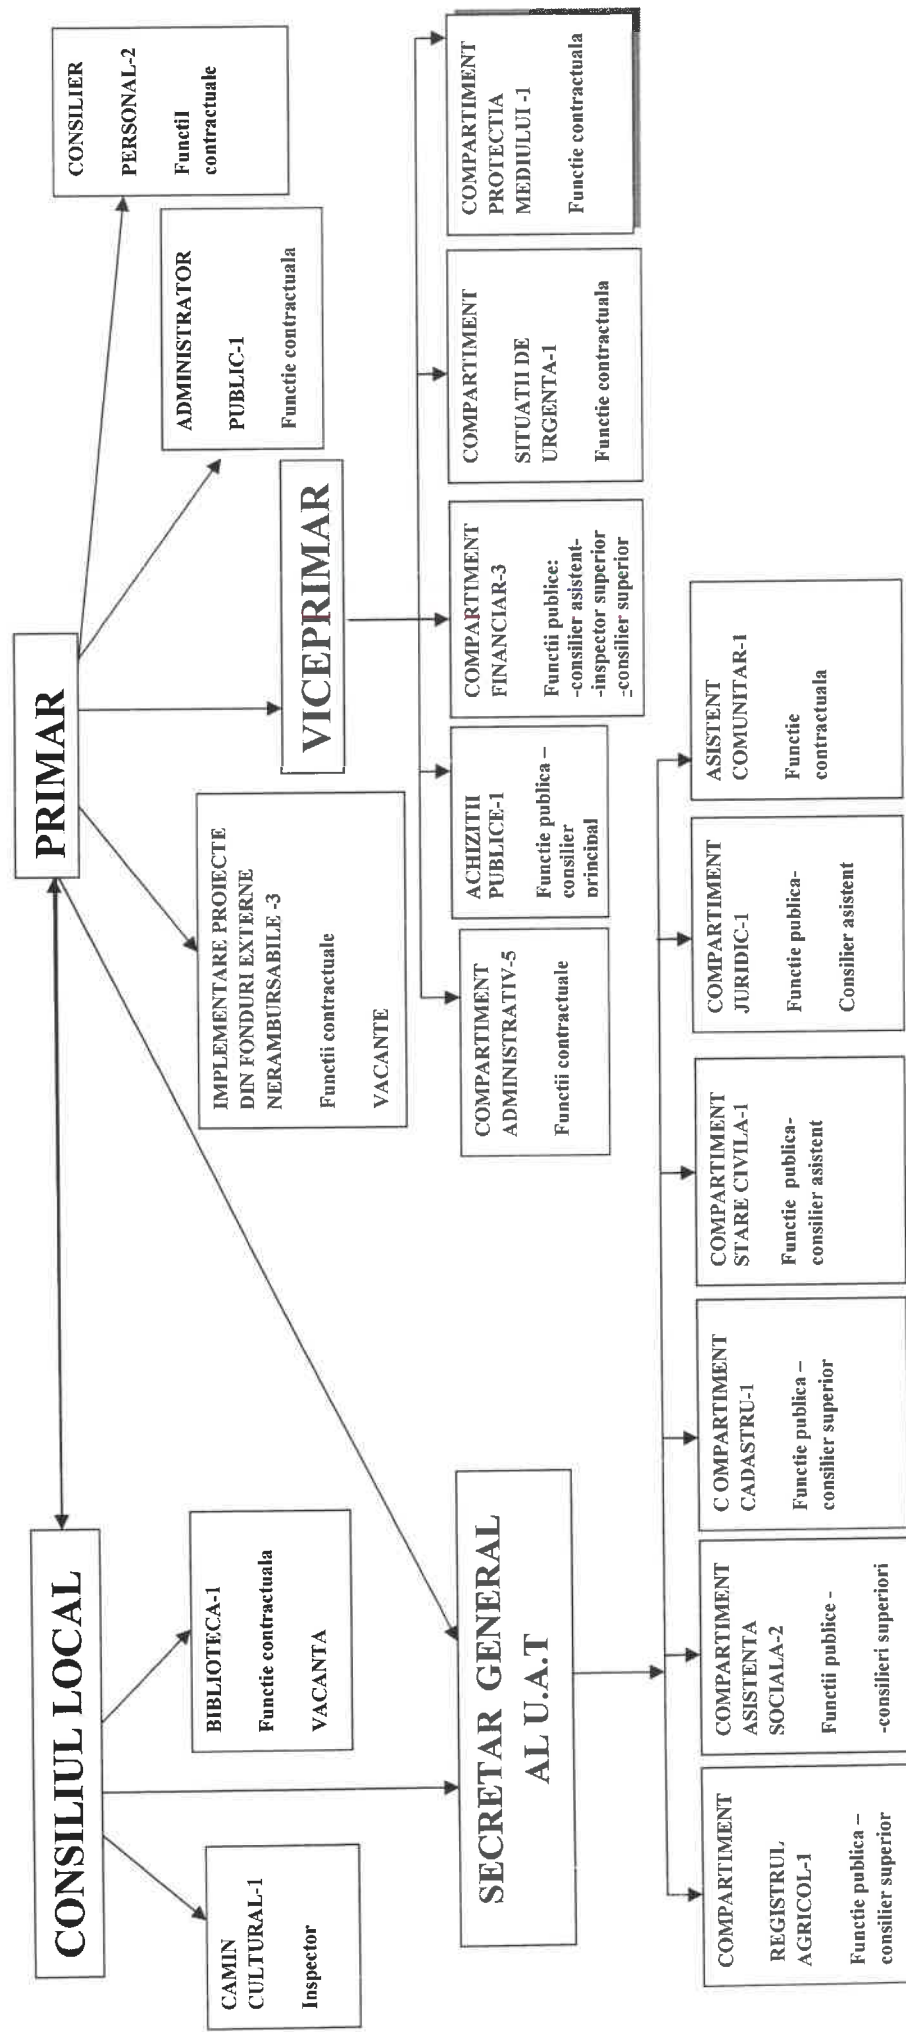 CONSILIUL LOCAL
PRIMAR
CAMIN
CULTURAL-1
Inspector
BIBLIOTECA-1
Functie contractuala
VACANTA
IMPLEMENTARE PROIECTE
DIN FONDURI EXTERNE
NERAMBURSABILE -3
Functii contractuale
VACANTE
VICEPRIMAR
ADMINISTRATOR
PUBLIC-1
Functie contractuala
CONSILIER
PERSONAL-2
Functii
contractuale
SECRETAR GENERAL
AL U.A.T
COMPARTIMENT
ADMINISTRATIV-5
Functii contractuale
ACHIZITII
PUBLICE-1
Functie publica –
consilier
principal
COMPARTIMENT
FINANCIAR-3
Functii publice:
-consilier asistent-
-inspector superior
-consilier superior
COMPARTIMENT
SITUATII DE
URGENTA-1
Functie contractuala
COMPARTIMENT
PROTECTIA
MEDIULUI -1
Functie contractuala
COMPARTIMENT
REGISTRUL
AGRICOL-1
Functie publica –
consilier superior
COMPARTIMENT
ASISTENTA
SOCIALA-2
Functii publice -
-consilieri superiori
C OMPARTIMENT
CADASTRU-1
Functie publica –
consilier superior
COMPARTIMENT
STARE CIVILA-1
Functie publica-
consilier asistent
COMPARTIMENT
JURIDIC-1
Functie publica-
Consilier asistent
ASISTENT
COMUNITAR-1
Functie
contractuala